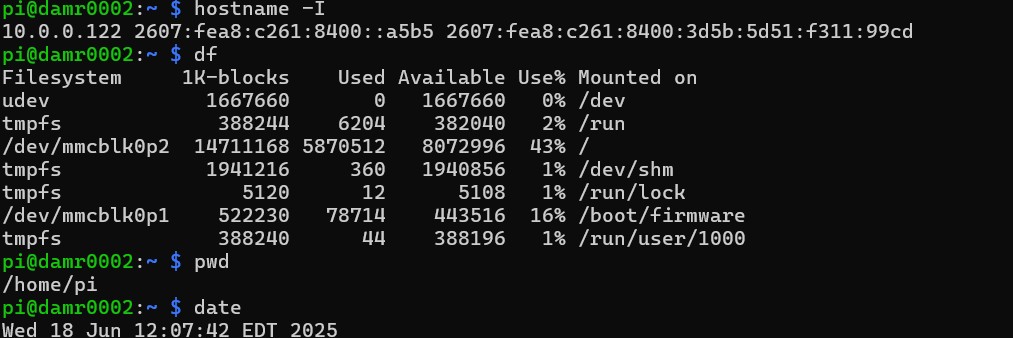 pi@damr0002:~ $ hostname -I
10.0.0.122 2607:fea8:c261:8400::a5b5 2607:fea8:c261:8400:3d5b:5d51:f311:99cd
pi@damr0002:~ $ df
Filesystem     1K-blocks    Used Available Use% Mounted on
udev             1667660       0   1667660   0% /dev
tmpfs             388244    6204    382040   2% /run
/dev/mmcblk0p2  14711168 5870512   8072996  43% /
tmpfs            1941216     360   1940856   1% /dev/shm
tmpfs               5120      12      5108   1% /run/lock
/dev/mmcblk0p1    522230   78714    443516  16% /boot/firmware
tmpfs             388240      44    388196   1% /run/user/1000
pi@damr0002:~ $ pwd
/home/pi
pi@damr0002:~ $ date
Wed 18 Jun 12:07:42 EDT 2025